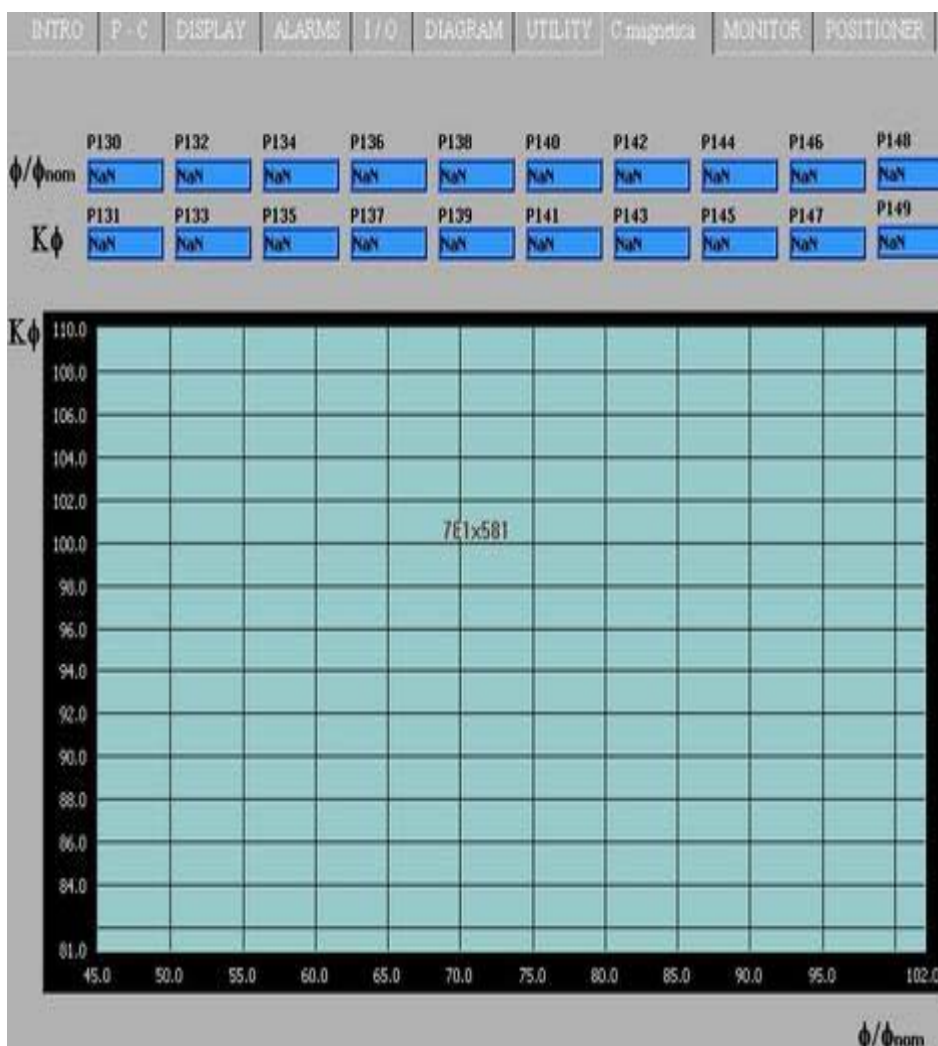 INTRO P - C DISPLAY ALARMS I / O DIAGRAM UTILITY C.magnetica MONITOR POSITIONER
P130 P132 P134 P136 P138 P140 P142 P144 P146 P148
ϕ/ϕnom NaN NaN NaN NaN NaN NaN NaN NaN NaN NaN
P131 P133 P135 P137 P139 P141 P143 P145 P147 P149
Kϕ NaN NaN NaN NaN NaN NaN NaN NaN NaN NaN
Kϕ 110.0
108.0
106.0
104.0
102.0
7E1x581
100.0
98.0
96.0
94.0
92.0
90.0
88.0
86.0
84.0
81.0
45.0 50.0 55.0 60.0 65.0 70.0 75.0 80.0 85.0 90.0 95.0 102.0
ϕ/ϕnom